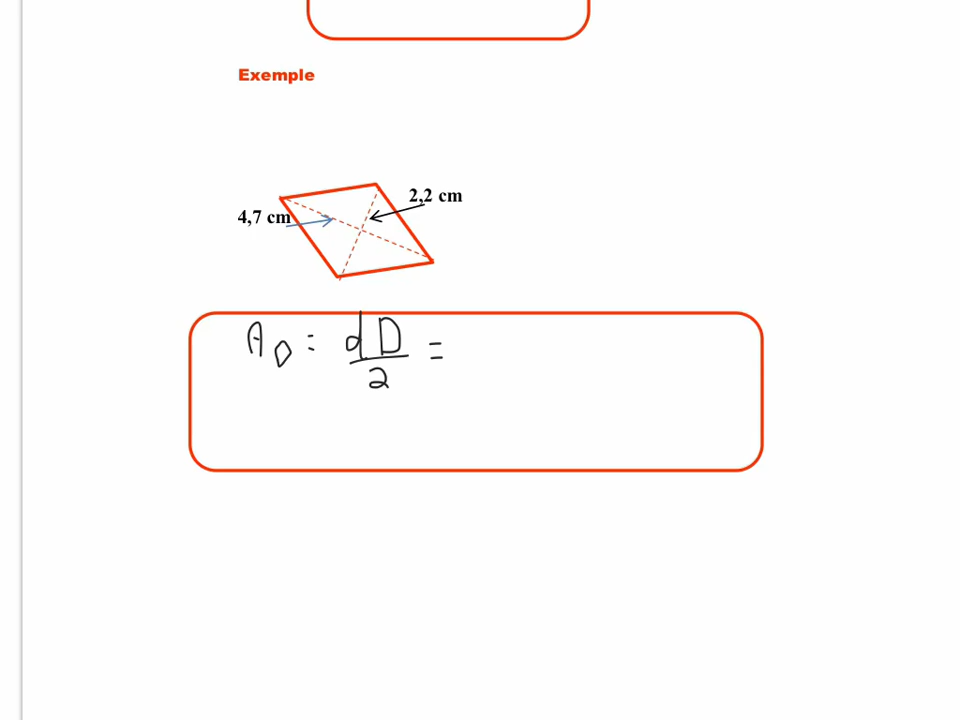 Exemple
2,2 cm
4,7 cm
A◊ = dD/2 =